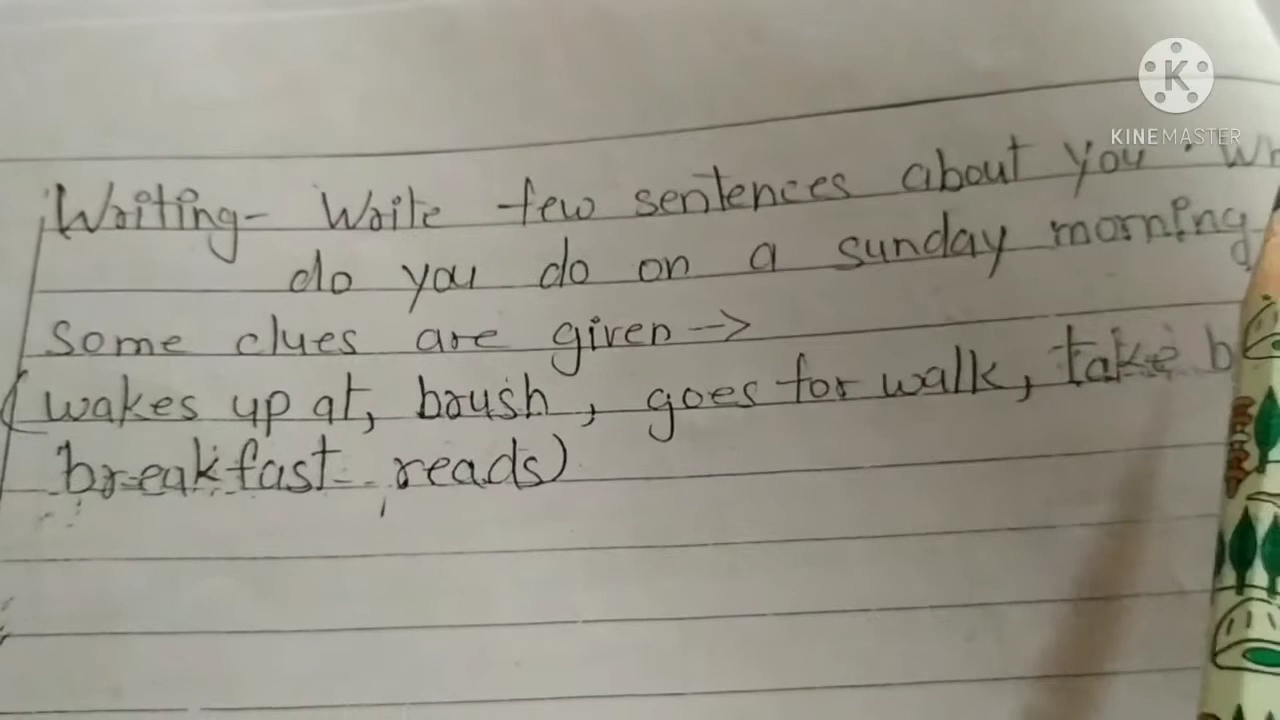 KINEMASTER
Writing- Write few sentences about you.
do you do on a sunday morning
Some clues are given →
(wakes up at, brush, goes for walk, take
breakfast, reads)